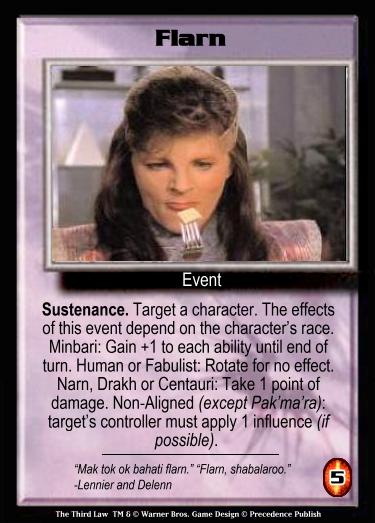 Flarn
Event
Sustenance. Target a character. The effects
of this event depend on the character's race.
Minbari: Gain +1 to each ability until end of
turn. Human or Fabulist: Rotate for no effect.
Narn, Drakh or Centauri: Take 1 point of
damage. Non-Aligned (except Pak'ma'ra):
target's controller must apply 1 influence (if
possible).
"Mak tok ok bahati flarn." "Flarn, shabalaroo."
-Lennier and Delenn
5
The Third Law TM & © Warner Bros. Game Design © Precedence Publish